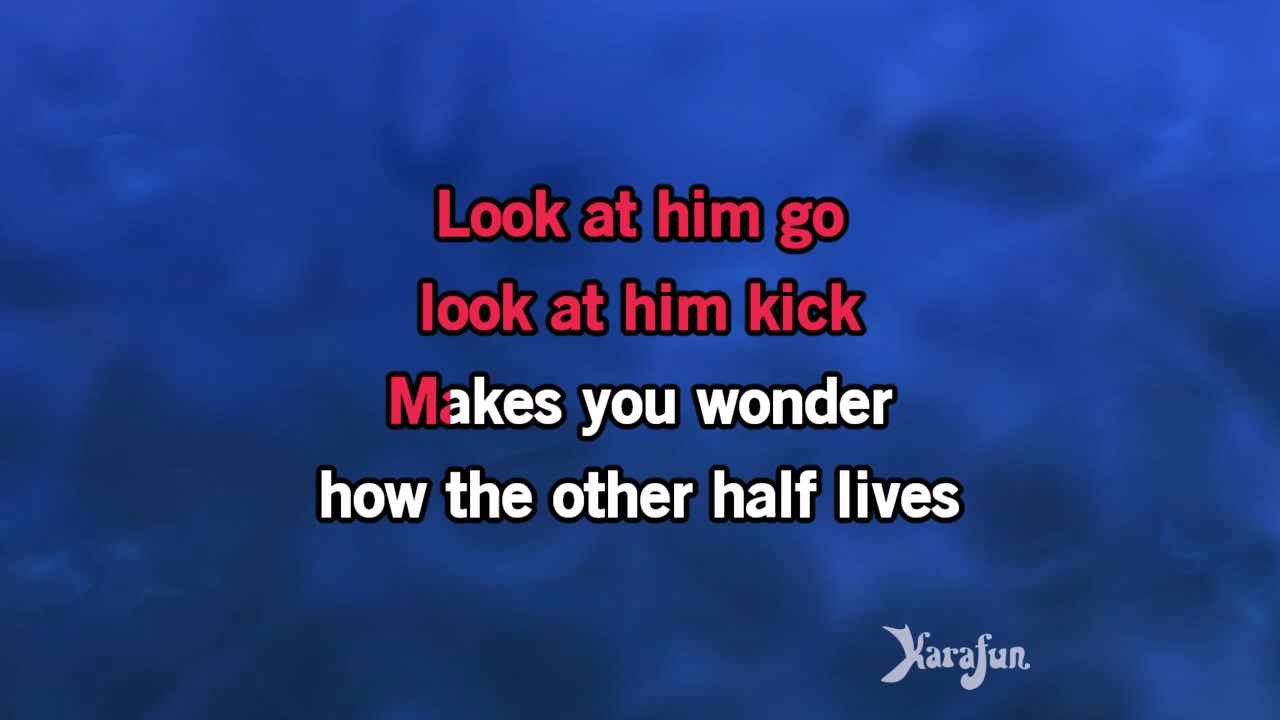 Look at him go
look at him kick
Makes you wonder
how the other half lives
Karafun